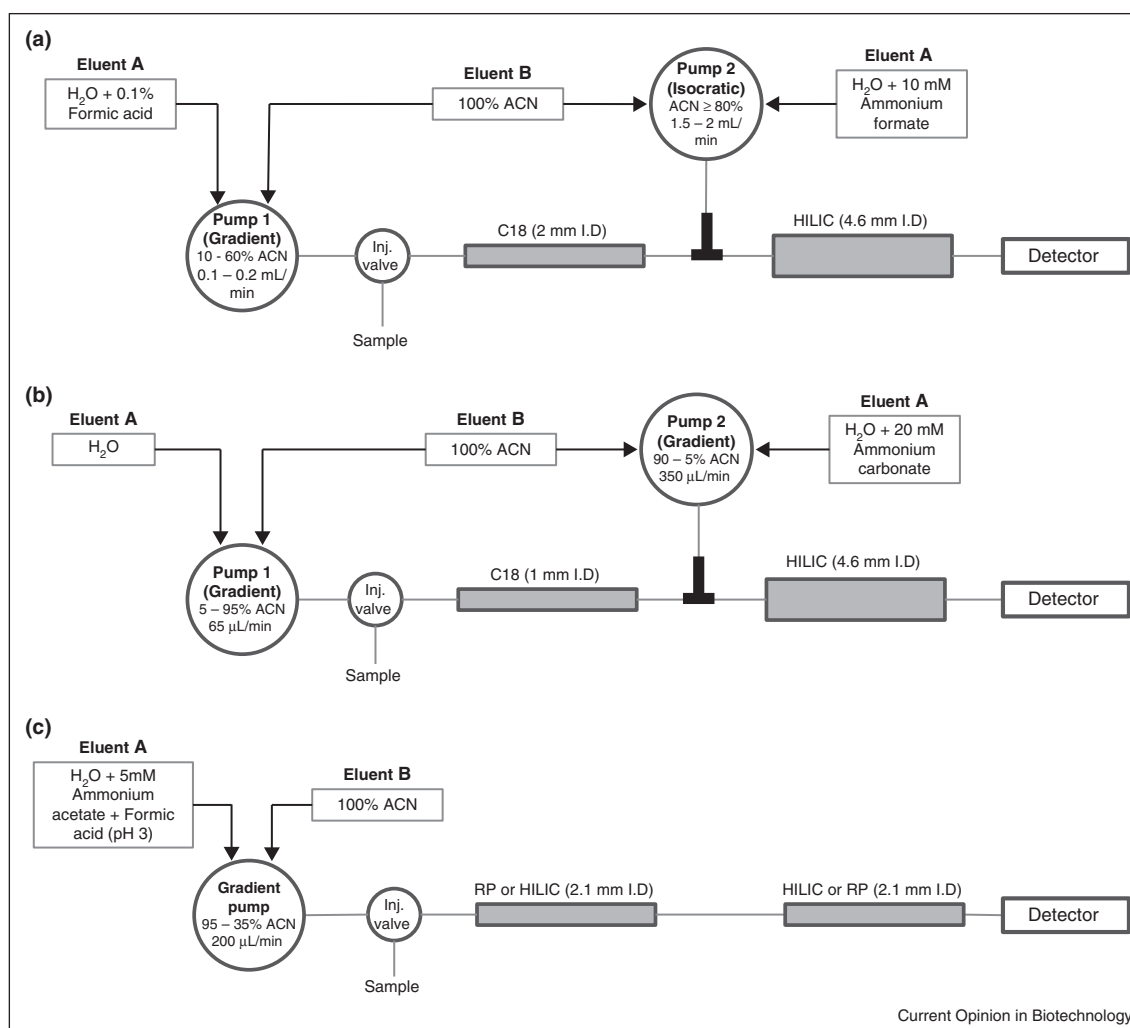 (a)
Eluent A
H₂O + 0.1%
Formic acid
Eluent B
100% ACN
Pump 2
(Isocratic)
ACN ≥ 80%
1.5 – 2 mL/
min
Eluent A
H₂O + 10 mM
Ammonium
formate
Pump 1
(Gradient)
10 - 60% ACN
0.1 – 0.2 mL/
min
Inj.
valve
Sample
C18 (2 mm I.D)
HILIC (4.6 mm I.D)
Detector
(b)
Eluent A
H₂O
Eluent B
100% ACN
Pump 2
(Gradient)
90 – 5% ACN
350 μL/min
Eluent A
H₂O + 20 mM
Ammonium
carbonate
Pump 1
(Gradient)
5 – 95% ACN
65 μL/min
Inj.
valve
Sample
C18 (1 mm I.D)
HILIC (4.6 mm I.D)
Detector
(c)
Eluent A
H₂O + 5mM
Ammonium
acetate + Formic
acid (pH 3)
Eluent B
100% ACN
Gradient
pump
95 – 35% ACN
200 μL/min
Inj.
valve
Sample
RP or HILIC (2.1 mm I.D)
HILIC or RP (2.1 mm I.D)
Detector
Current Opinion in Biotechnology